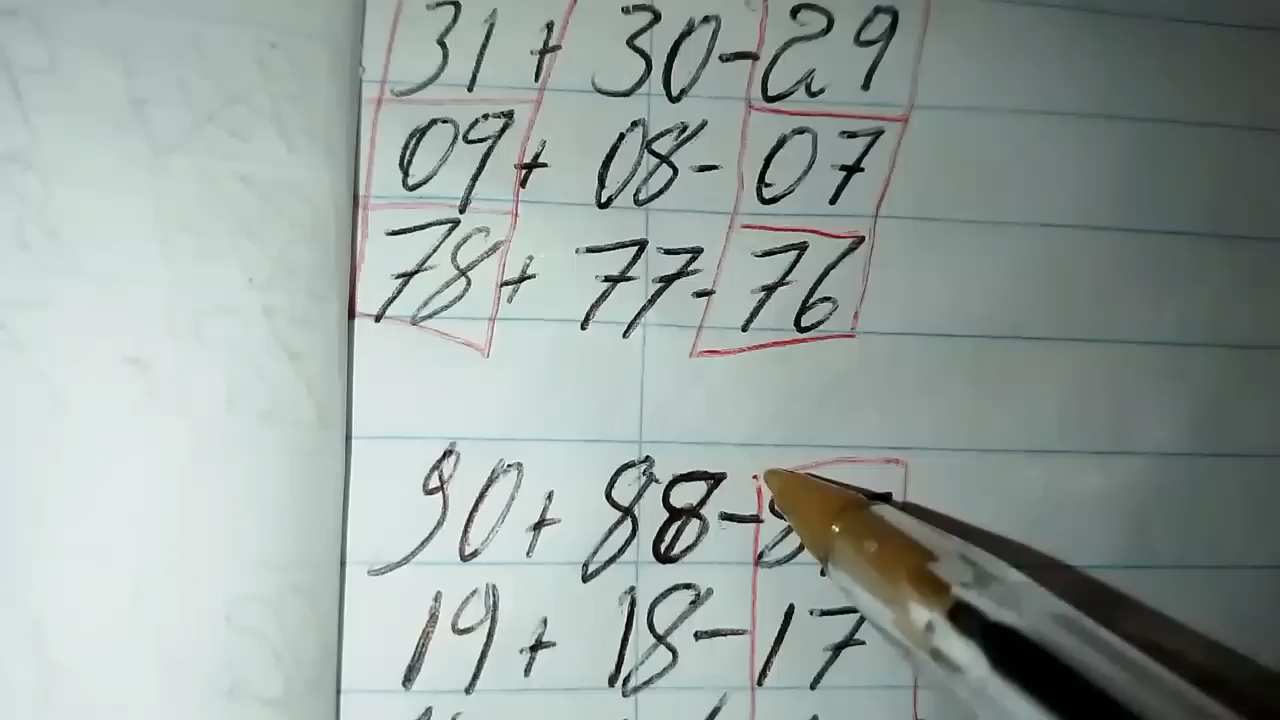 31 + 30 - 29
09 + 08 - 07
78 + 77 - 76
90 + 88 -
19 + 18 - 17